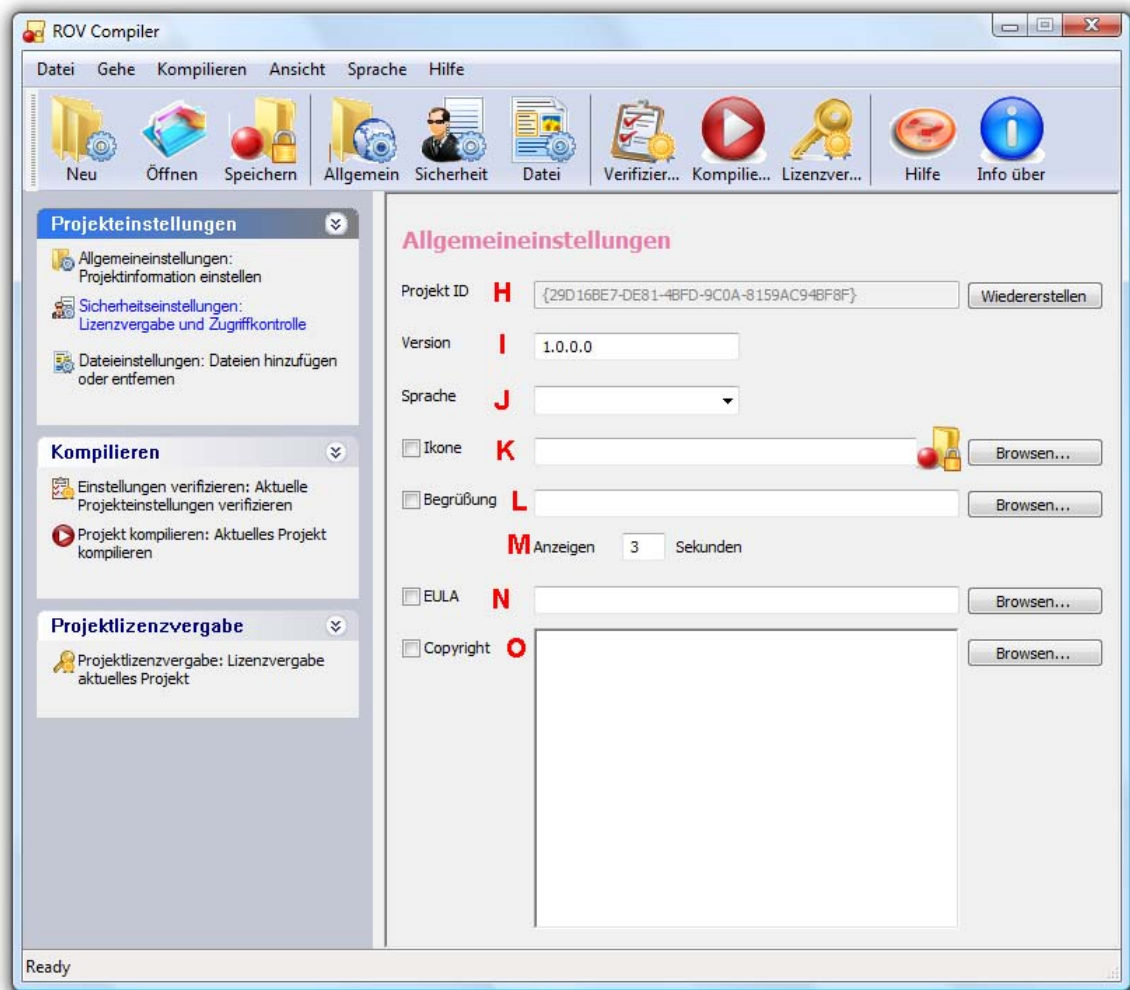 ROV Compiler
Datei Gehe Kompilieren Ansicht Sprache Hilfe
Neu Öffnen Speichern Allgemein Sicherheit Datei Verifizier... Kompilie... Lizenzver... Hilfe Info über
Projekteinstellungen
Allgemeineinstellungen:
Projektinformation einstellen
Sicherheitseinstellungen:
Lizenzvergabe und Zugriffkontrolle
Dateieinstellungen: Dateien hinzufügen
oder entfernen
Kompilieren
Einstellungen verifizieren: Aktuelle
Projekteinstellungen verifizieren
Projekt kompilieren: Aktuelles Projekt
kompilieren
Projektlizenzvergabe
Projektlizenzvergabe: Lizenzvergabe
aktuelles Projekt
Allgemeineinstellungen
Projekt ID H {29D16BE7-DE81-4BFD-9C0A-8159AC94BF8F} Wiedererstellen
Version I 1.0.0.0
Sprache J
Ikone K Browsen...
Begrüßung L Browsen...
M Anzeigen 3 Sekunden
EULA N Browsen...
Copyright O Browsen...
Ready